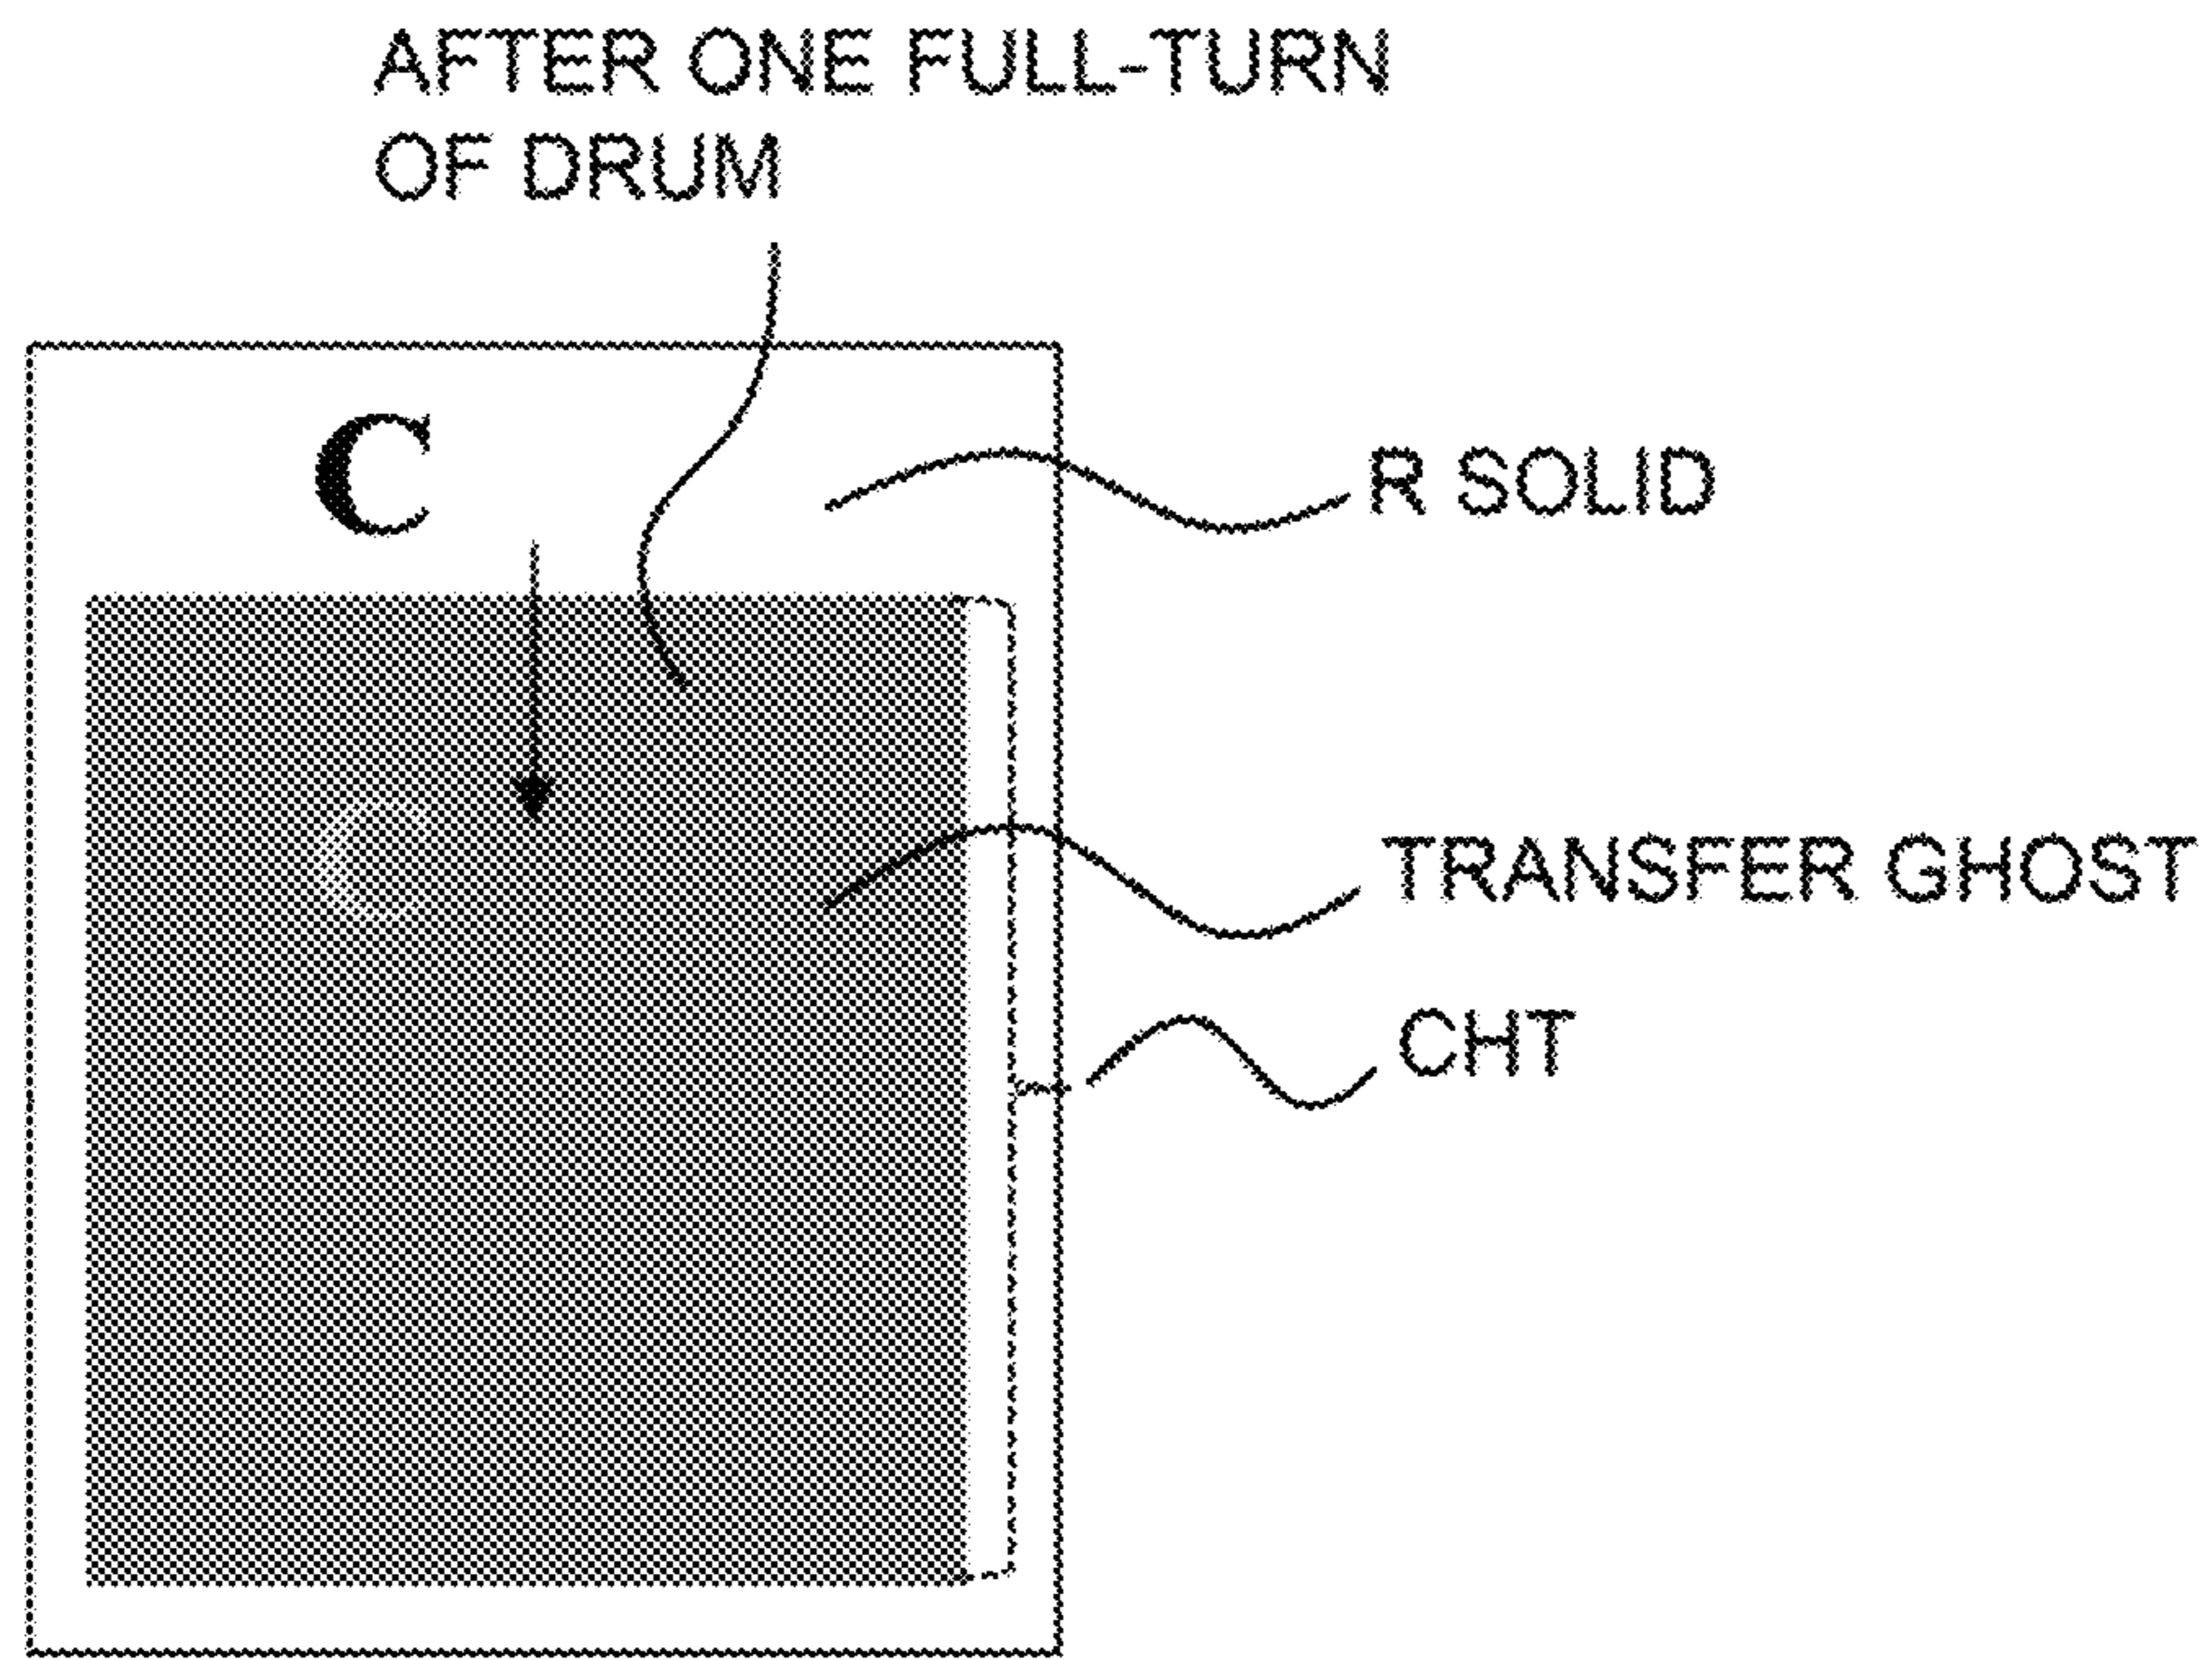 AFTER ONE FULL-TURN
OF DRUM
C
R SOLID
C
TRANSFER GHOST
CHT